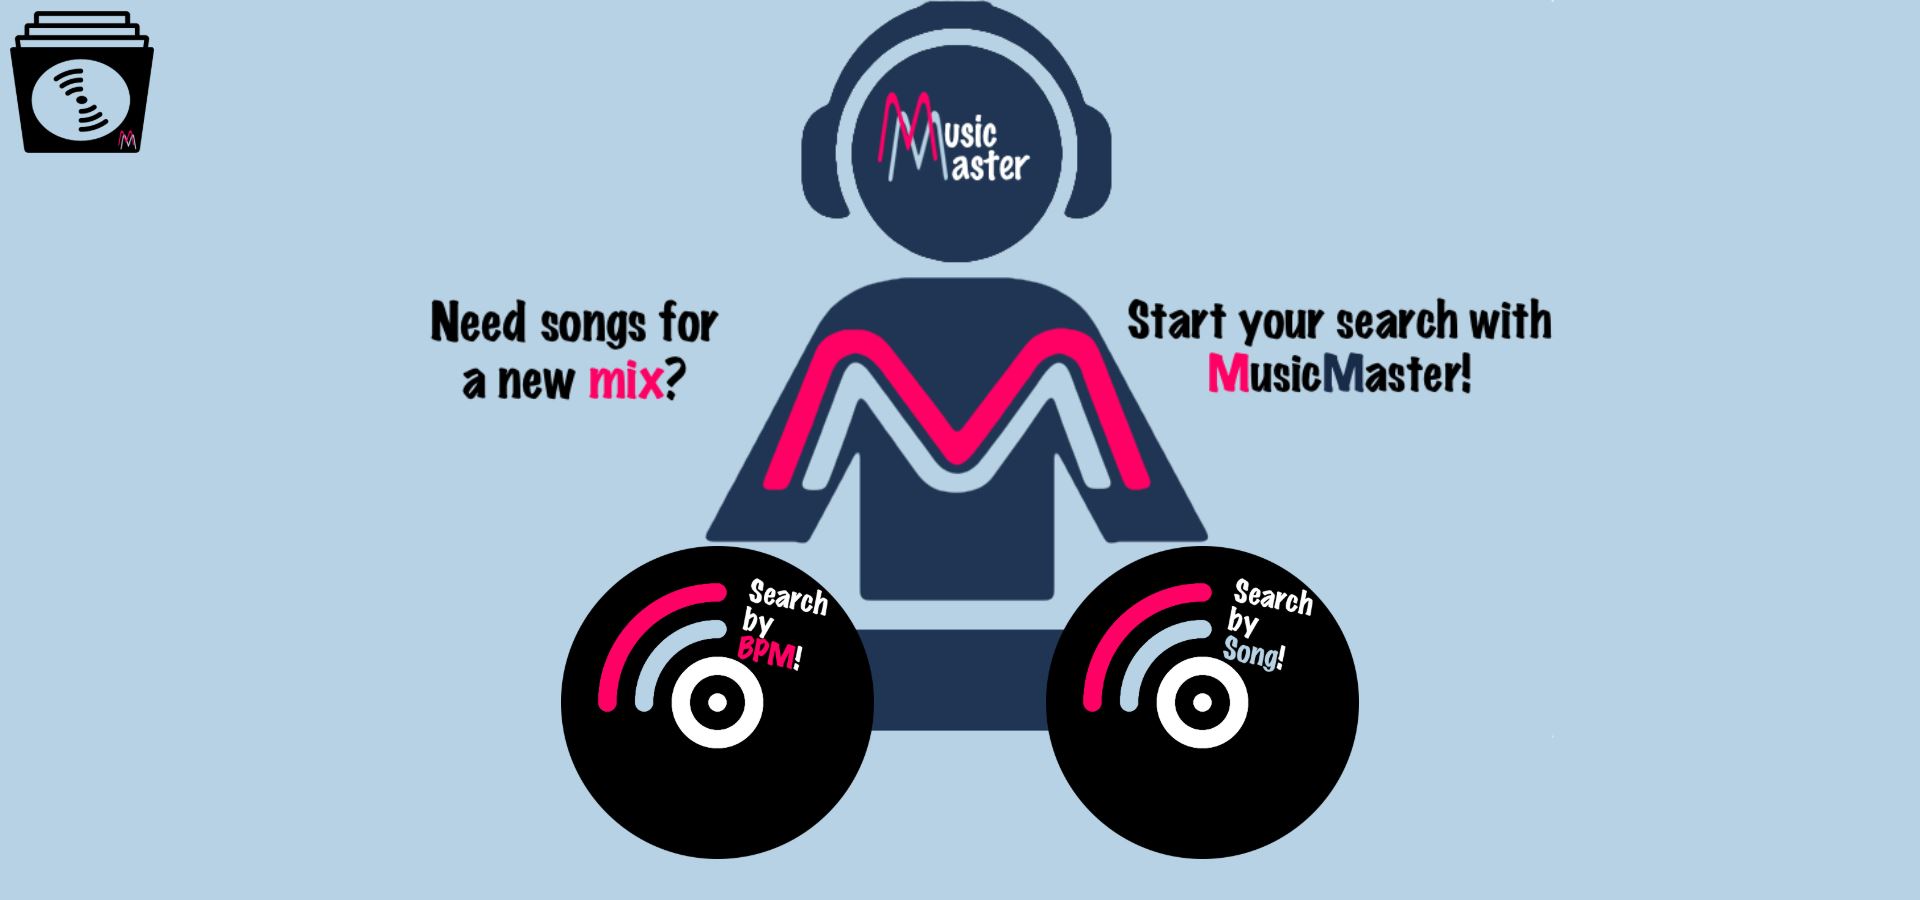 Music
Master
Need songs for
a new mix?
Start your search with
MusicMaster!
Search
by
BPM!
Search
by
Song!
M